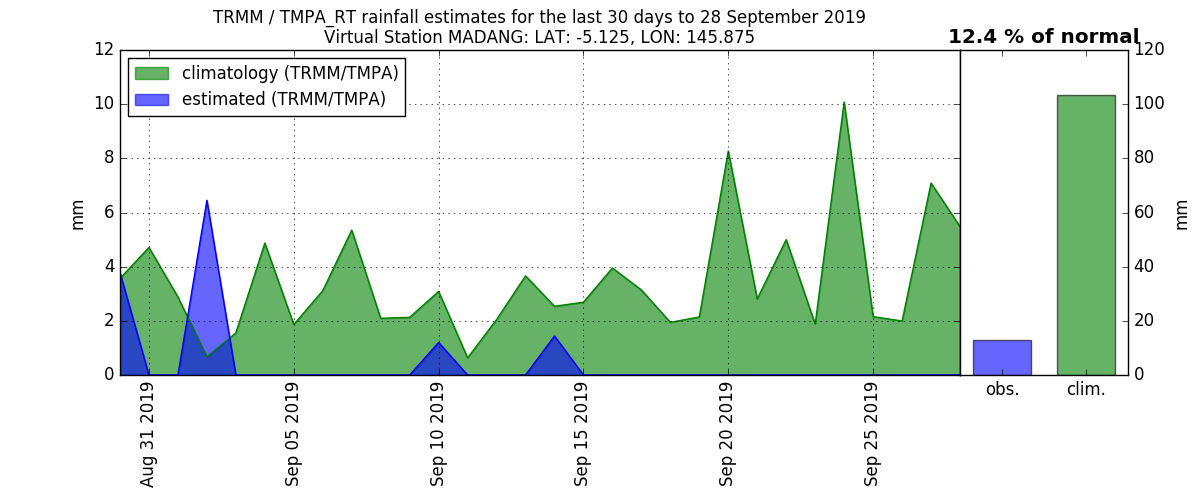 TRMM / TMPA_RT rainfall estimates for the last 30 days to 28 September 2019
Virtual Station MADANG: LAT: -5.125, LON: 145.875
12.4 % of normal
climatology (TRMM/TMPA)
estimated (TRMM/TMPA)
mm
12
10
8
6
4
2
0
Aug 31 2019
Sep 05 2019
Sep 10 2019
Sep 15 2019
Sep 20 2019
Sep 25 2019
obs.
clim.
120
100
80
60
40
20
0
mm